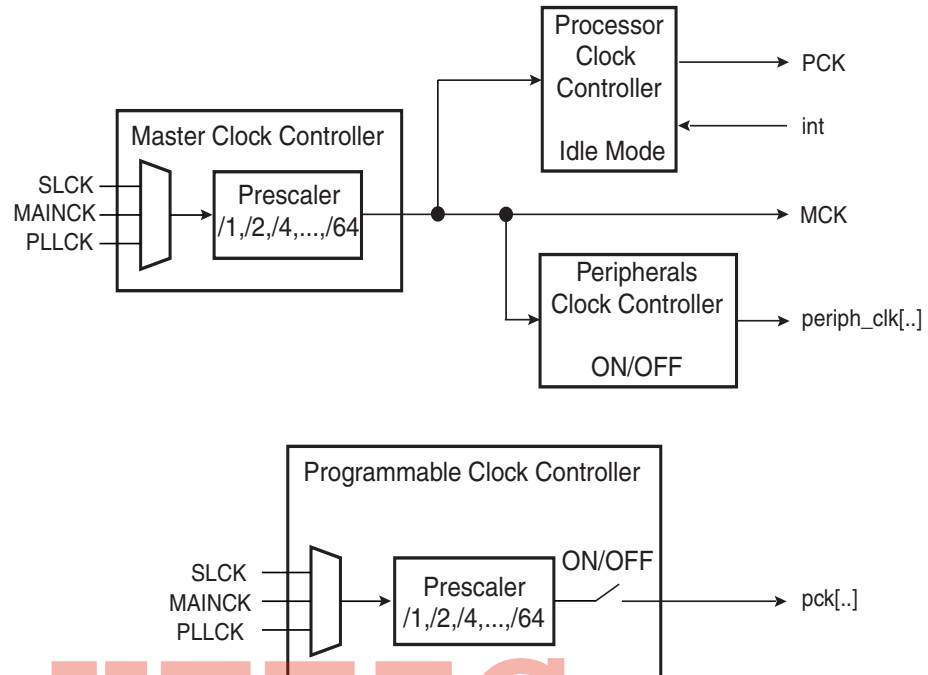 Processor
Clock
Controller
Idle Mode
PCK
int
Master Clock Controller
SLCK
MAINCK
PLLCK
Prescaler
/1,/2,/4,...,/64
MCK
Peripherals
Clock Controller
ON/OFF
periph_clk[..]
Programmable Clock Controller
SLCK
MAINCK
PLLCK
Prescaler
/1,/2,/4,...,/64
ON/OFF
pck[..]